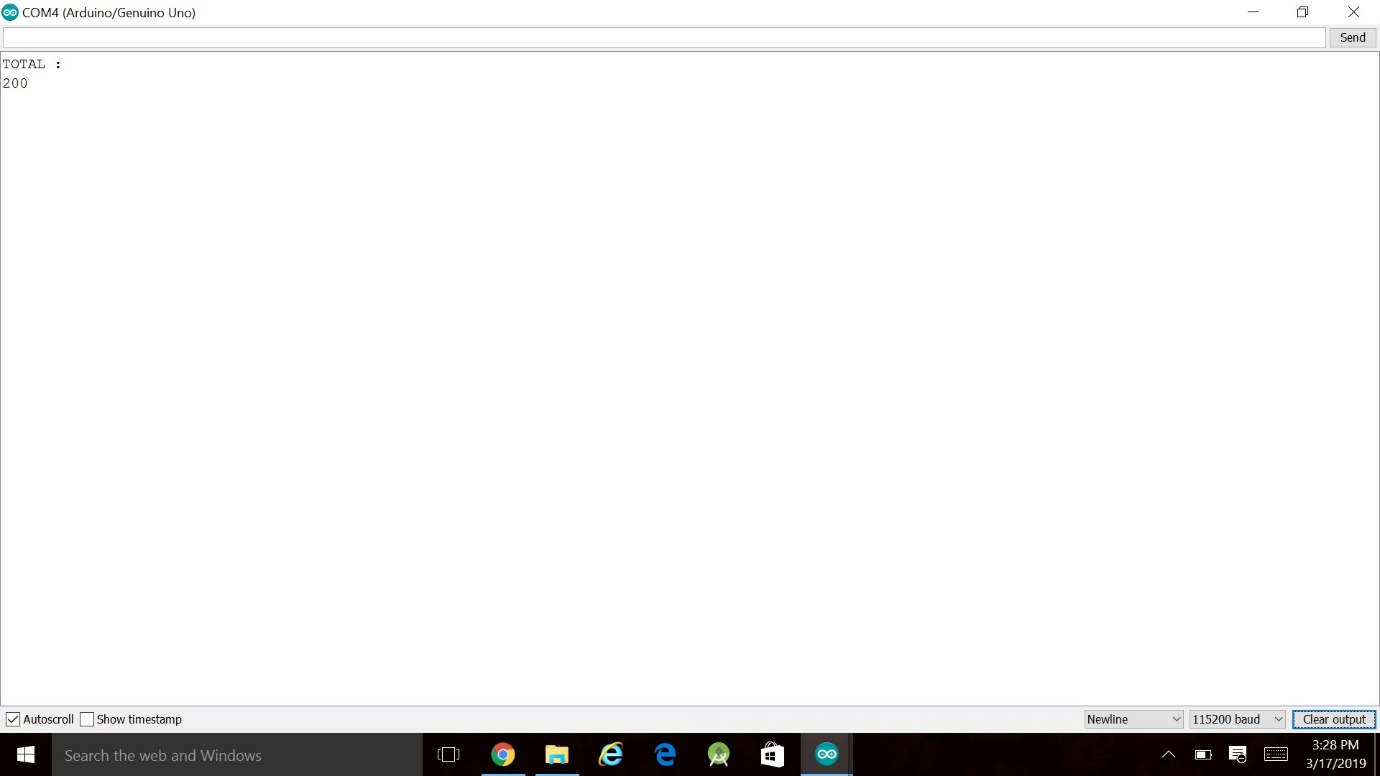 COM4 (Arduino/Genuino Uno)
Send
TOTAL :
200
Autoscroll Show timestamp Newline 115200 baud Clear output
Search the web and Windows
3:28 PM
3/17/2019